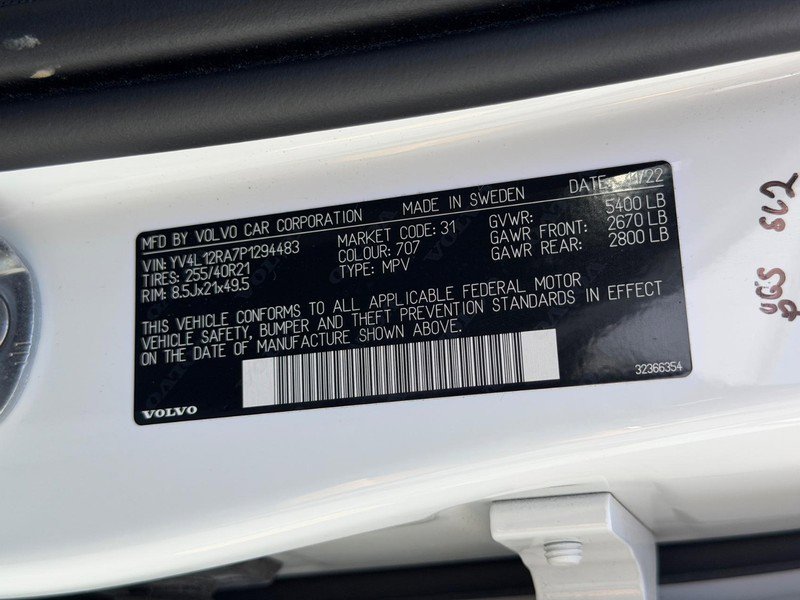 MFD BY VOLVO CAR CORPORATION MADE IN SWEDEN DATE 11/22
VIN: YV4L12RA7P1294483 MARKET CODE: 31 GVWR: 5400 LB
TIRES: 255/40R21 COLOUR: 707 GAWR FRONT: 2670 LB
RIM: 8.5Jx21x49.5 TYPE: MPV GAWR REAR: 2800 LB
THIS VEHICLE CONFORMS TO ALL APPLICABLE FEDERAL MOTOR
VEHICLE SAFETY, BUMPER AND THEFT PREVENTION STANDARDS IN EFFECT
ON THE DATE OF MANUFACTURE SHOWN ABOVE.
VOLVO 32366354